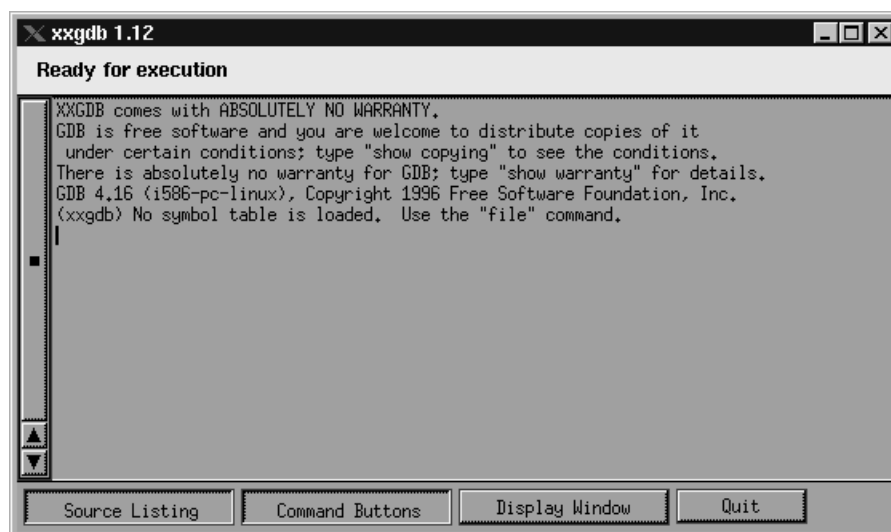 xxgdb 1.12
Ready for execution
XXGDB comes with ABSOLUTELY NO WARRANTY.
GDB is free software and you are welcome to distribute copies of it
under certain conditions; type "show copying" to see the conditions.
There is absolutely no warranty for GDB; type "show warranty" for details.
GDB 4.16 (i586-pc-linux), Copyright 1996 Free Software Foundation, Inc.
(xxgdb) No symbol table is loaded.  Use the "file" command.
Source Listing Command Buttons Display Window Quit